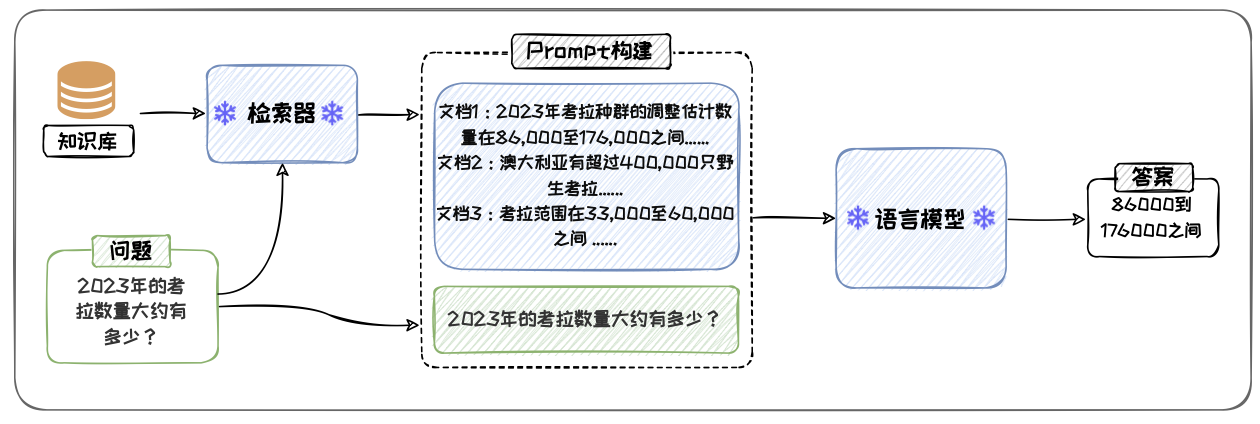 Prompt构建
检索器
知识库
文档1：2023年考拉种群的调整估计数
量在86,000至176,000之间……
文档2：澳大利亚有超过400,000只野
生考拉……
文档3：考拉范围在33,000至60,000
之间 ……
语言模型
答案
86000到
176000之间
问题
2023年的考
拉数量大约有
多少？
2023年的考拉数量大约有多少？